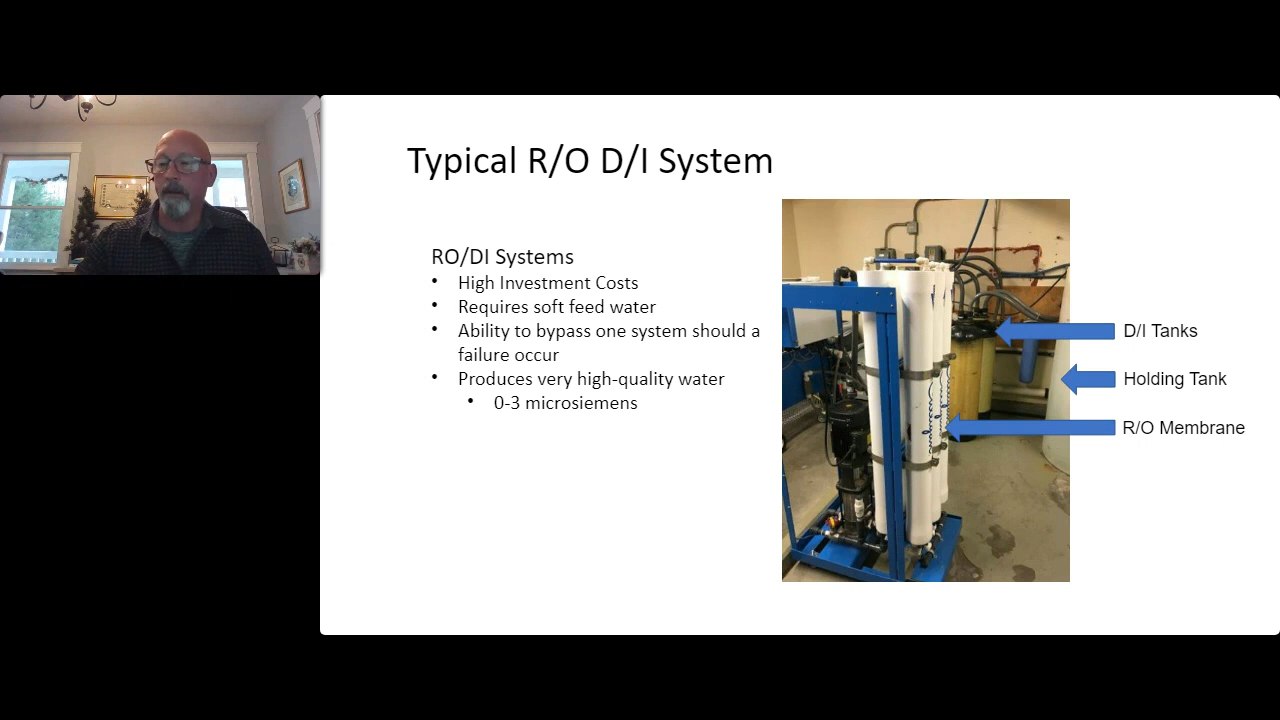 Typical R/O D/I System
RO/DI Systems
• High Investment Costs
• Requires soft feed water
• Ability to bypass one system should a
failure occur
• Produces very high-quality water
• 0-3 microsiemens
D/I Tanks
Holding Tank
R/O Membrane